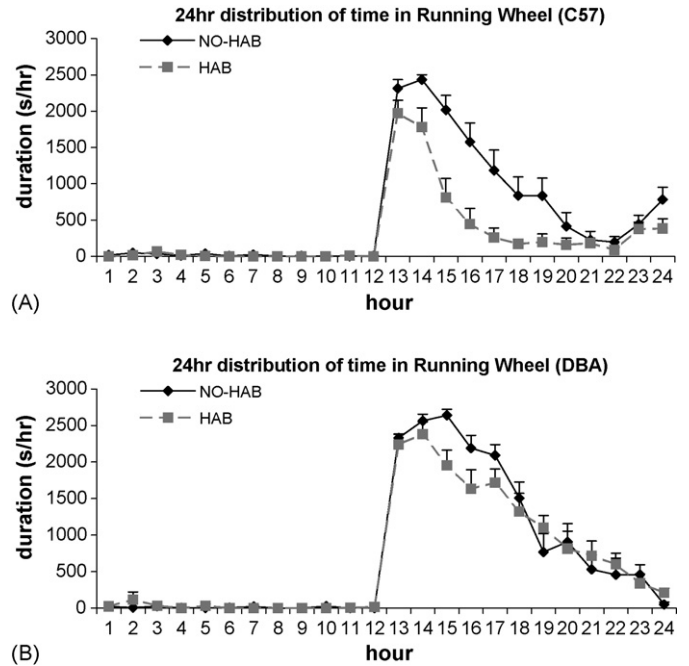 24hr distribution of time in Running Wheel (C57)
NO-HAB
HAB
3000
2500
2000
1500
1000
500
0
duration (s/hr)
1 2 3 4 5 6 7 8 9 10 11 12 13 14 15 16 17 18 19 20 21 22 23 24
hour
(A)
24hr distribution of time in Running Wheel (DBA)
NO-HAB
HAB
3000
2500
2000
1500
1000
500
0
duration (s/hr)
1 2 3 4 5 6 7 8 9 10 11 12 13 14 15 16 17 18 19 20 21 22 23 24
hour
(B)